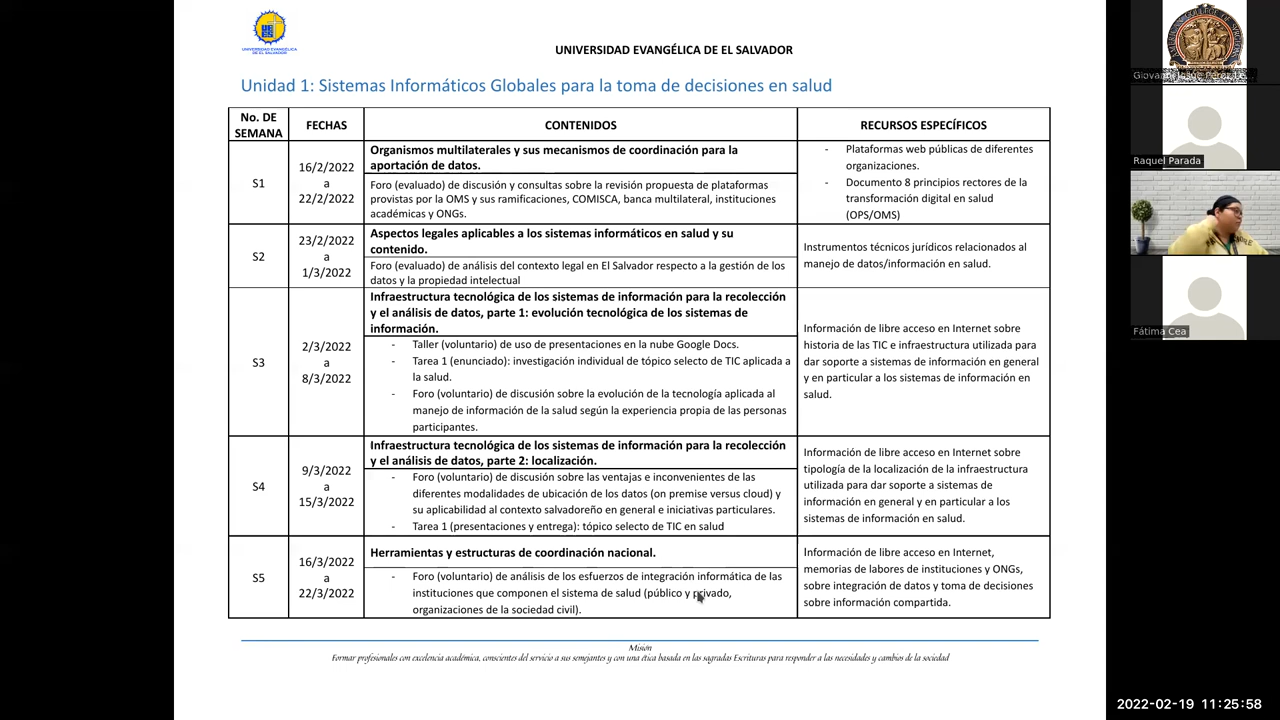 UNIVERSIDAD EVANGÉLICA
DE EL SALVADOR
UNIVERSIDAD EVANGÉLICA DE EL SALVADOR
Unidad 1: Sistemas Informáticos Globales para la toma de decisiones en salud
No. DE
SEMANA
FECHAS
CONTENIDOS
RECURSOS ESPECÍFICOS
S1
16/2/2022
a
22/2/2022
Organismos multilaterales y sus mecanismos de coordinación para la
aportación de datos.
Foro (evaluado) de discusión y consultas sobre la revisión propuesta de plataformas
provistas por la OMS y sus ramificaciones, COMISCA, banca multilateral, instituciones
académicas y ONGs.
- Plataformas web públicas de diferentes
organizaciones.
- Documento 8 principios rectores de la
transformación digital en salud
(OPS/OMS)
S2
23/2/2022
a
1/3/2022
Aspectos legales aplicables a los sistemas informáticos en salud y su
contenido.
Foro (evaluado) de análisis del contexto legal en El Salvador respecto a la gestión de los
datos y la propiedad intelectual
Instrumentos técnicos jurídicos relacionados al
manejo de datos/información en salud.
S3
2/3/2022
a
8/3/2022
Infraestructura tecnológica de los sistemas de información para la recolección
y el análisis de datos, parte 1: evolución tecnológica de los sistemas de
información.
- Taller (voluntario) de uso de presentaciones en la nube Google Docs.
- Tarea 1 (enunciado): investigación individual de tópico selecto de TIC aplicada a
la salud.
- Foro (voluntario) de discusión sobre la evolución de la tecnología aplicada al
manejo de información de la salud según la experiencia propia de las personas
participantes.
Información de libre acceso en Internet sobre
historia de las TIC e infraestructura utilizada para
dar soporte a sistemas de información en general
y en particular a los sistemas de información en
salud.
S4
9/3/2022
a
15/3/2022
Infraestructura tecnológica de los sistemas de información para la recolección
y el análisis de datos, parte 2: localización.
- Foro (voluntario) de discusión sobre las ventajas e inconvenientes de las
diferentes modalidades de ubicación de los datos (on premise versus cloud) y
su aplicabilidad al contexto salvadoreño en general e iniciativas particulares.
- Tarea 1 (presentaciones y entrega): tópico selecto de TIC en salud
Información de libre acceso en Internet sobre
tipología de la localización de la infraestructura
utilizada para dar soporte a sistemas de
información en general y en particular a los
sistemas de información en salud.
S5
16/3/2022
a
22/3/2022
Herramientas y estructuras de coordinación nacional.
- Foro (voluntario) de análisis de los esfuerzos de integración informática de las
instituciones que componen el sistema de salud (público y privado,
organizaciones de la sociedad civil).
Información de libre acceso en Internet,
memorias de labores de instituciones y ONGs,
sobre integración de datos y toma de decisiones
sobre información compartida.
Misión
Formar profesionales con excelencia académica, conscientes del servicio a sus semejantes y con una ética basada en las sagradas Escrituras para responder a las necesidades y cambios de la sociedad
Raquel Parada
Fátima Cea
2022-02-19 11:25:58